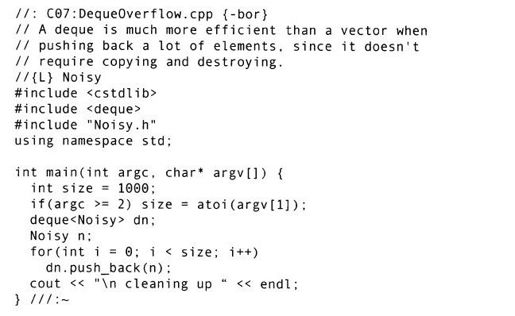 //: C07:DequeOverflow.cpp {-bor}
// A deque is much more efficient than a vector when
// pushing back a lot of elements, since it doesn't
// require copying and destroying.
//{L} Noisy
#include <cstdlib>
#include <deque>
#include "Noisy.h"
using namespace std;

int main(int argc, char* argv[]) {
  int size = 1000;
  if(argc >= 2) size = atoi(argv[1]);
  deque<Noisy> dn;
  Noisy n;
  for(int i = 0; i < size; i++)
    dn.push_back(n);
  cout << "\n cleaning up “ << endl;
} ///:~